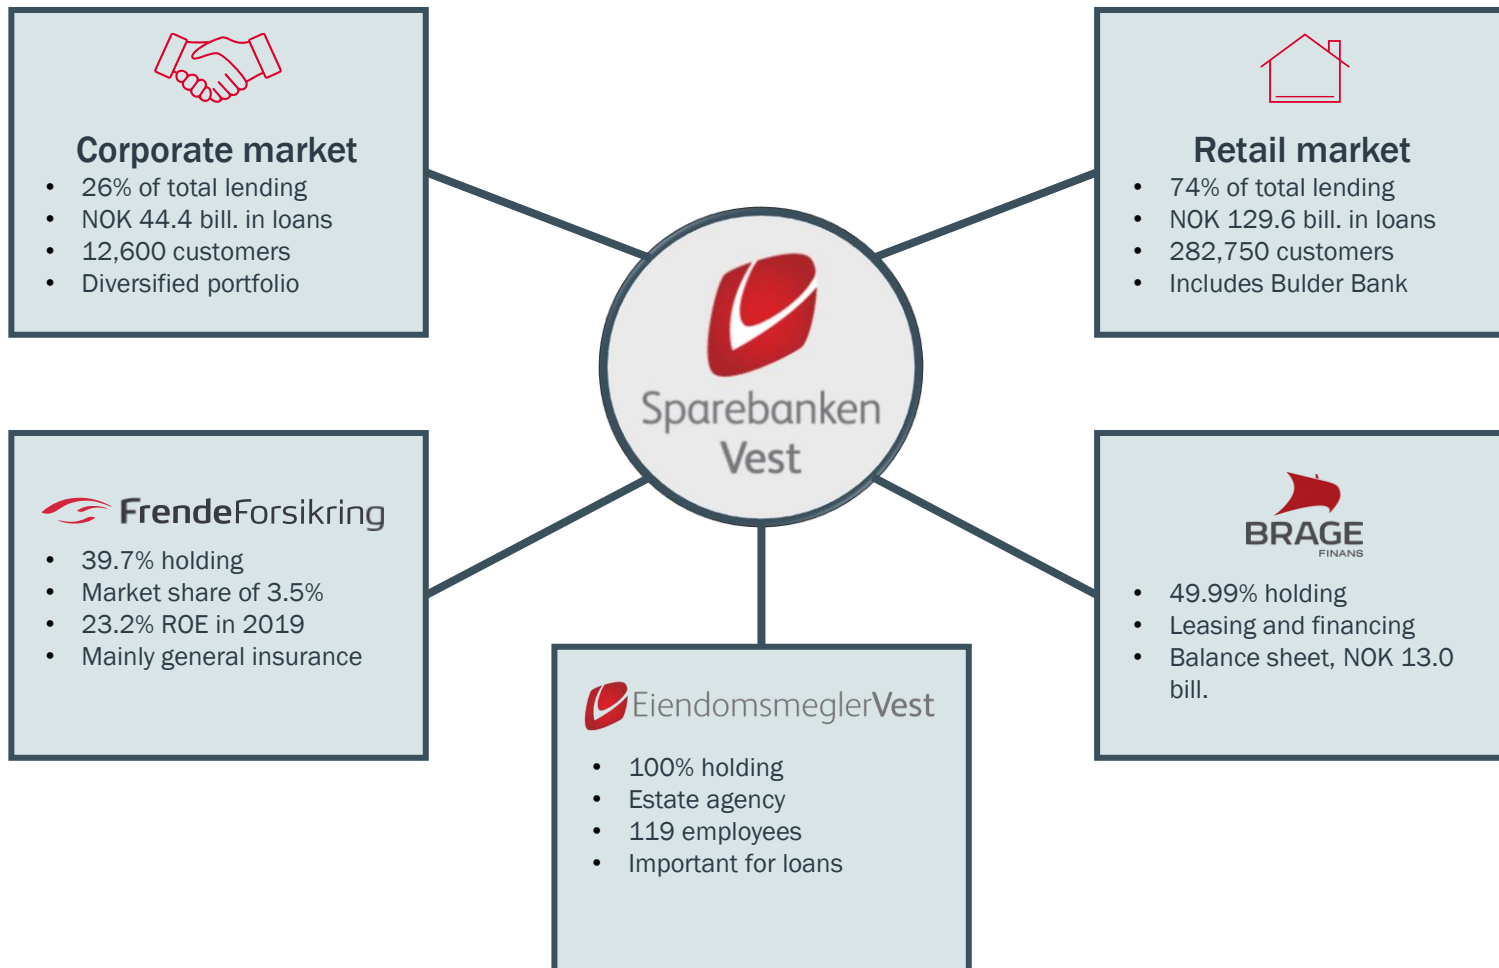 Corporate market
• 26% of total lending
• NOK 44.4 bill. in loans
• 12,600 customers
• Diversified portfolio
Retail market
• 74% of total lending
• NOK 129.6 bill. in loans
• 282,750 customers
• Includes Bulder Bank
Sparebanken
Vest
FrendeForsikring
• 39.7% holding
• Market share of 3.5%
• 23.2% ROE in 2019
• Mainly general insurance
BRAGE
FINANS
• 49.99% holding
• Leasing and financing
• Balance sheet, NOK 13.0
bill.
EiendomsmeglerVest
• 100% holding
• Estate agency
• 119 employees
• Important for loans